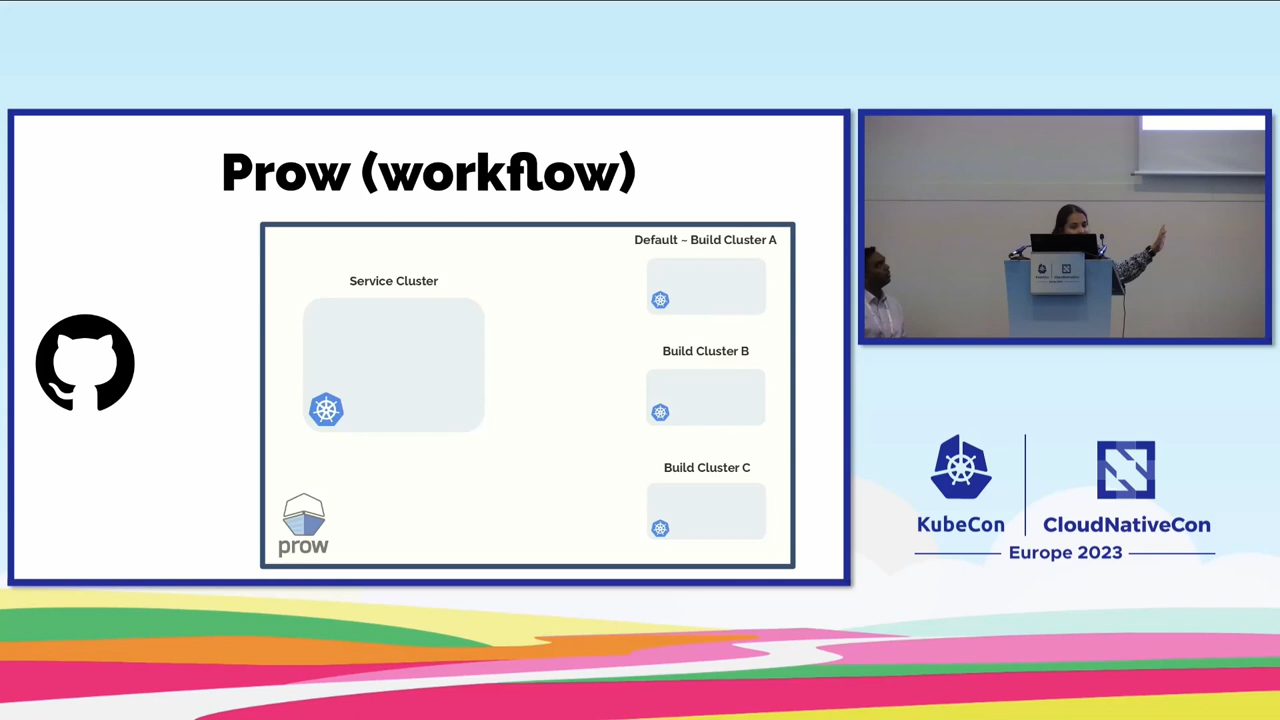 Prow (workflow)
Default ~ Build Cluster A
Service Cluster
Build Cluster B
Build Cluster C
prow
KubeCon
CloudNativeCon
Europe 2023